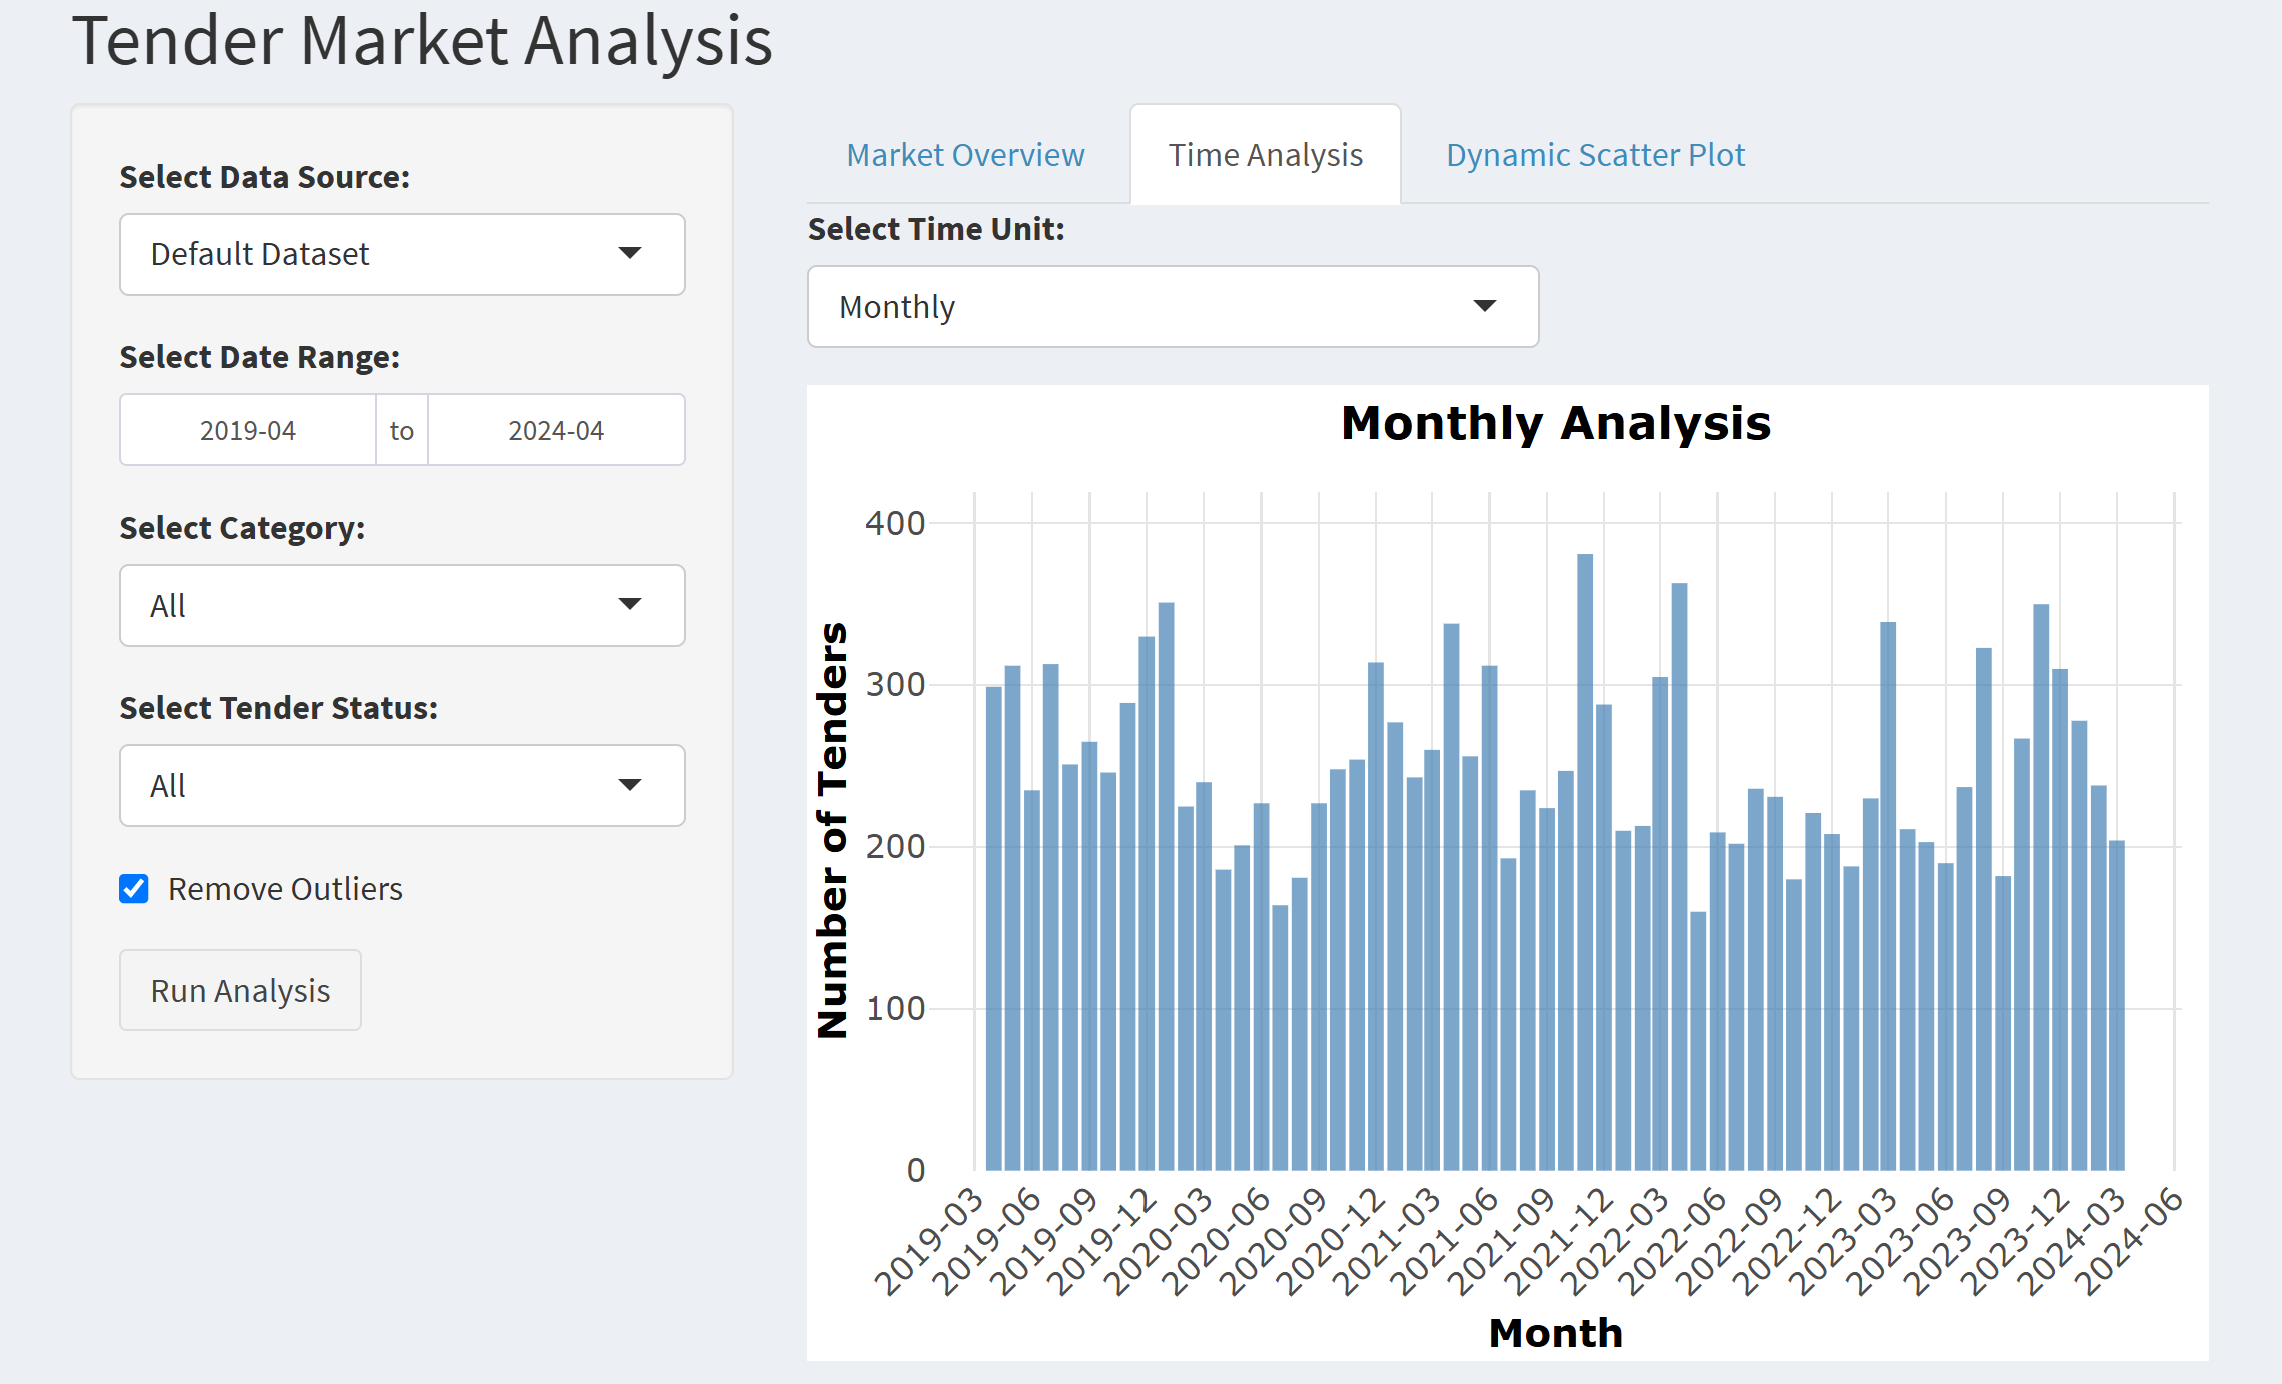 Tender Market Analysis
Select Data Source:
Default Dataset
Select Date Range:
2019-04 to 2024-04
Select Category:
All
Select Tender Status:
All
Remove Outliers
Run Analysis
Market Overview Time Analysis Dynamic Scatter Plot
Select Time Unit:
Monthly
Monthly Analysis
Number of Tenders
400
300
200
100
0
2019-03 2019-06 2019-09 2019-12 2020-03 2020-06 2020-09 2020-12 2021-03 2021-06 2021-09 2021-12 2022-03 2022-06 2022-09 2022-12 2023-03 2023-06 2023-09 2023-12 2024-03 2024-06
Month